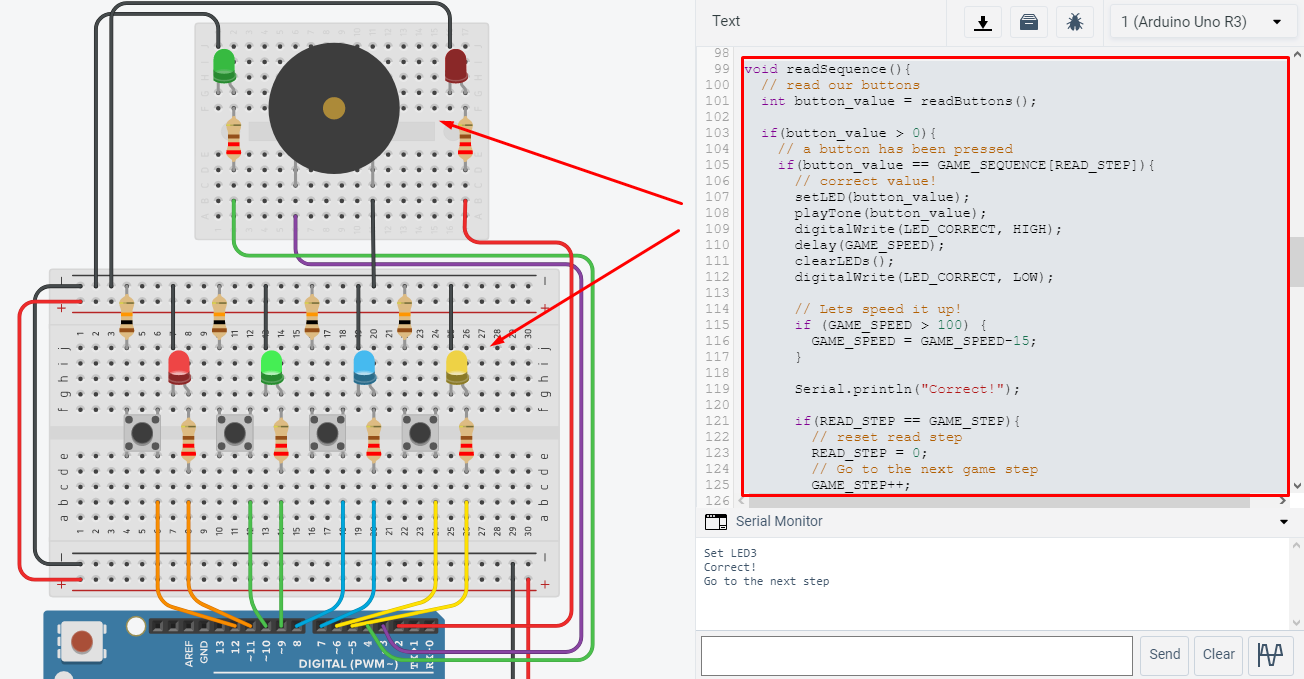 Text
1 (Arduino Uno R3)
98
99 void readSequence(){
100 // read our buttons
101 int button_value = readButtons();
102
103 if(button_value > 0){
104 // a button has been pressed
105 if(button_value == GAME_SEQUENCE[READ_STEP]){
106 // correct value!
107 setLED(button_value);
108 playTone(button_value);
109 digitalWrite(LED_CORRECT, HIGH);
110 delay(GAME_SPEED);
111 clearLEDs();
112 digitalWrite(LED_CORRECT, LOW);
113
114 // Lets speed it up!
115 if (GAME_SPEED > 100) {
116 GAME_SPEED = GAME_SPEED-15;
117 }
118
119 Serial.println("Correct!");
120
121 if(READ_STEP == GAME_STEP){
122 // reset read step
123 READ_STEP = 0;
124 // Go to the next game step
125 GAME_STEP++;
126
Serial Monitor
Set LED3
Correct!
Go to the next step
Send
Clear
AREF
GND
13
12
~11
~10
~9
8
7
~6
~5
4
DIGITAL (PWM~)